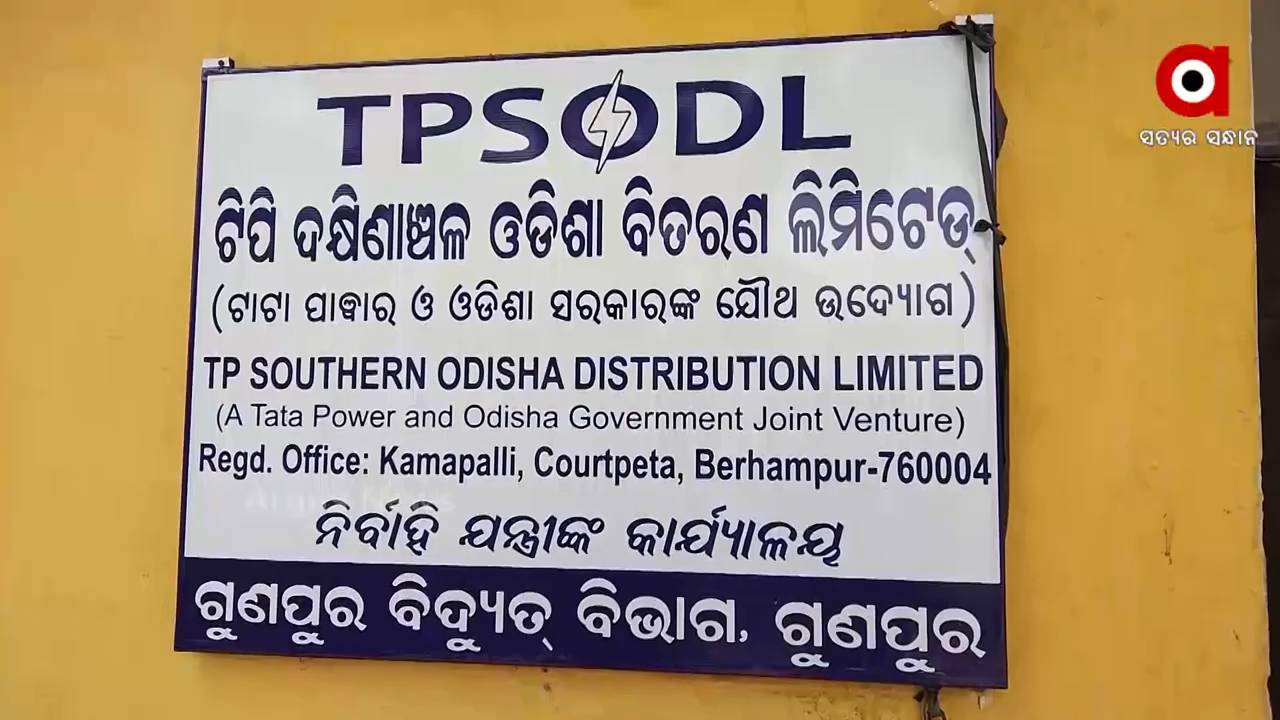 TPSODL
ଟିପି ଦକ୍ଷିଣାଞ୍ଚଳ ଓଡିଶା ବିତରଣ ଲିମିଟେଡ୍
(ଟାଟା ପାୱାର ଓ ଓଡିଶା ସରକାରଙ୍କ ଯୌଥ ଉଦ୍ୟୋଗ)
TP SOUTHERN ODISHA DISTRIBUTION LIMITED
(A Tata Power and Odisha Government Joint Venture)
Regd. Office: Kamapalli, Courtpeta, Berhampur-760004
ନିର୍ବାହି ଯନ୍ତ୍ରୀଙ୍କ କାର୍ଯ୍ୟାଳୟ
ଗୁଣପୁର ବିଦ୍ୟୁତ୍ ବିଭାଗ, ଗୁଣପୁର
ସତ୍ୟର ସନ୍ଧାନ